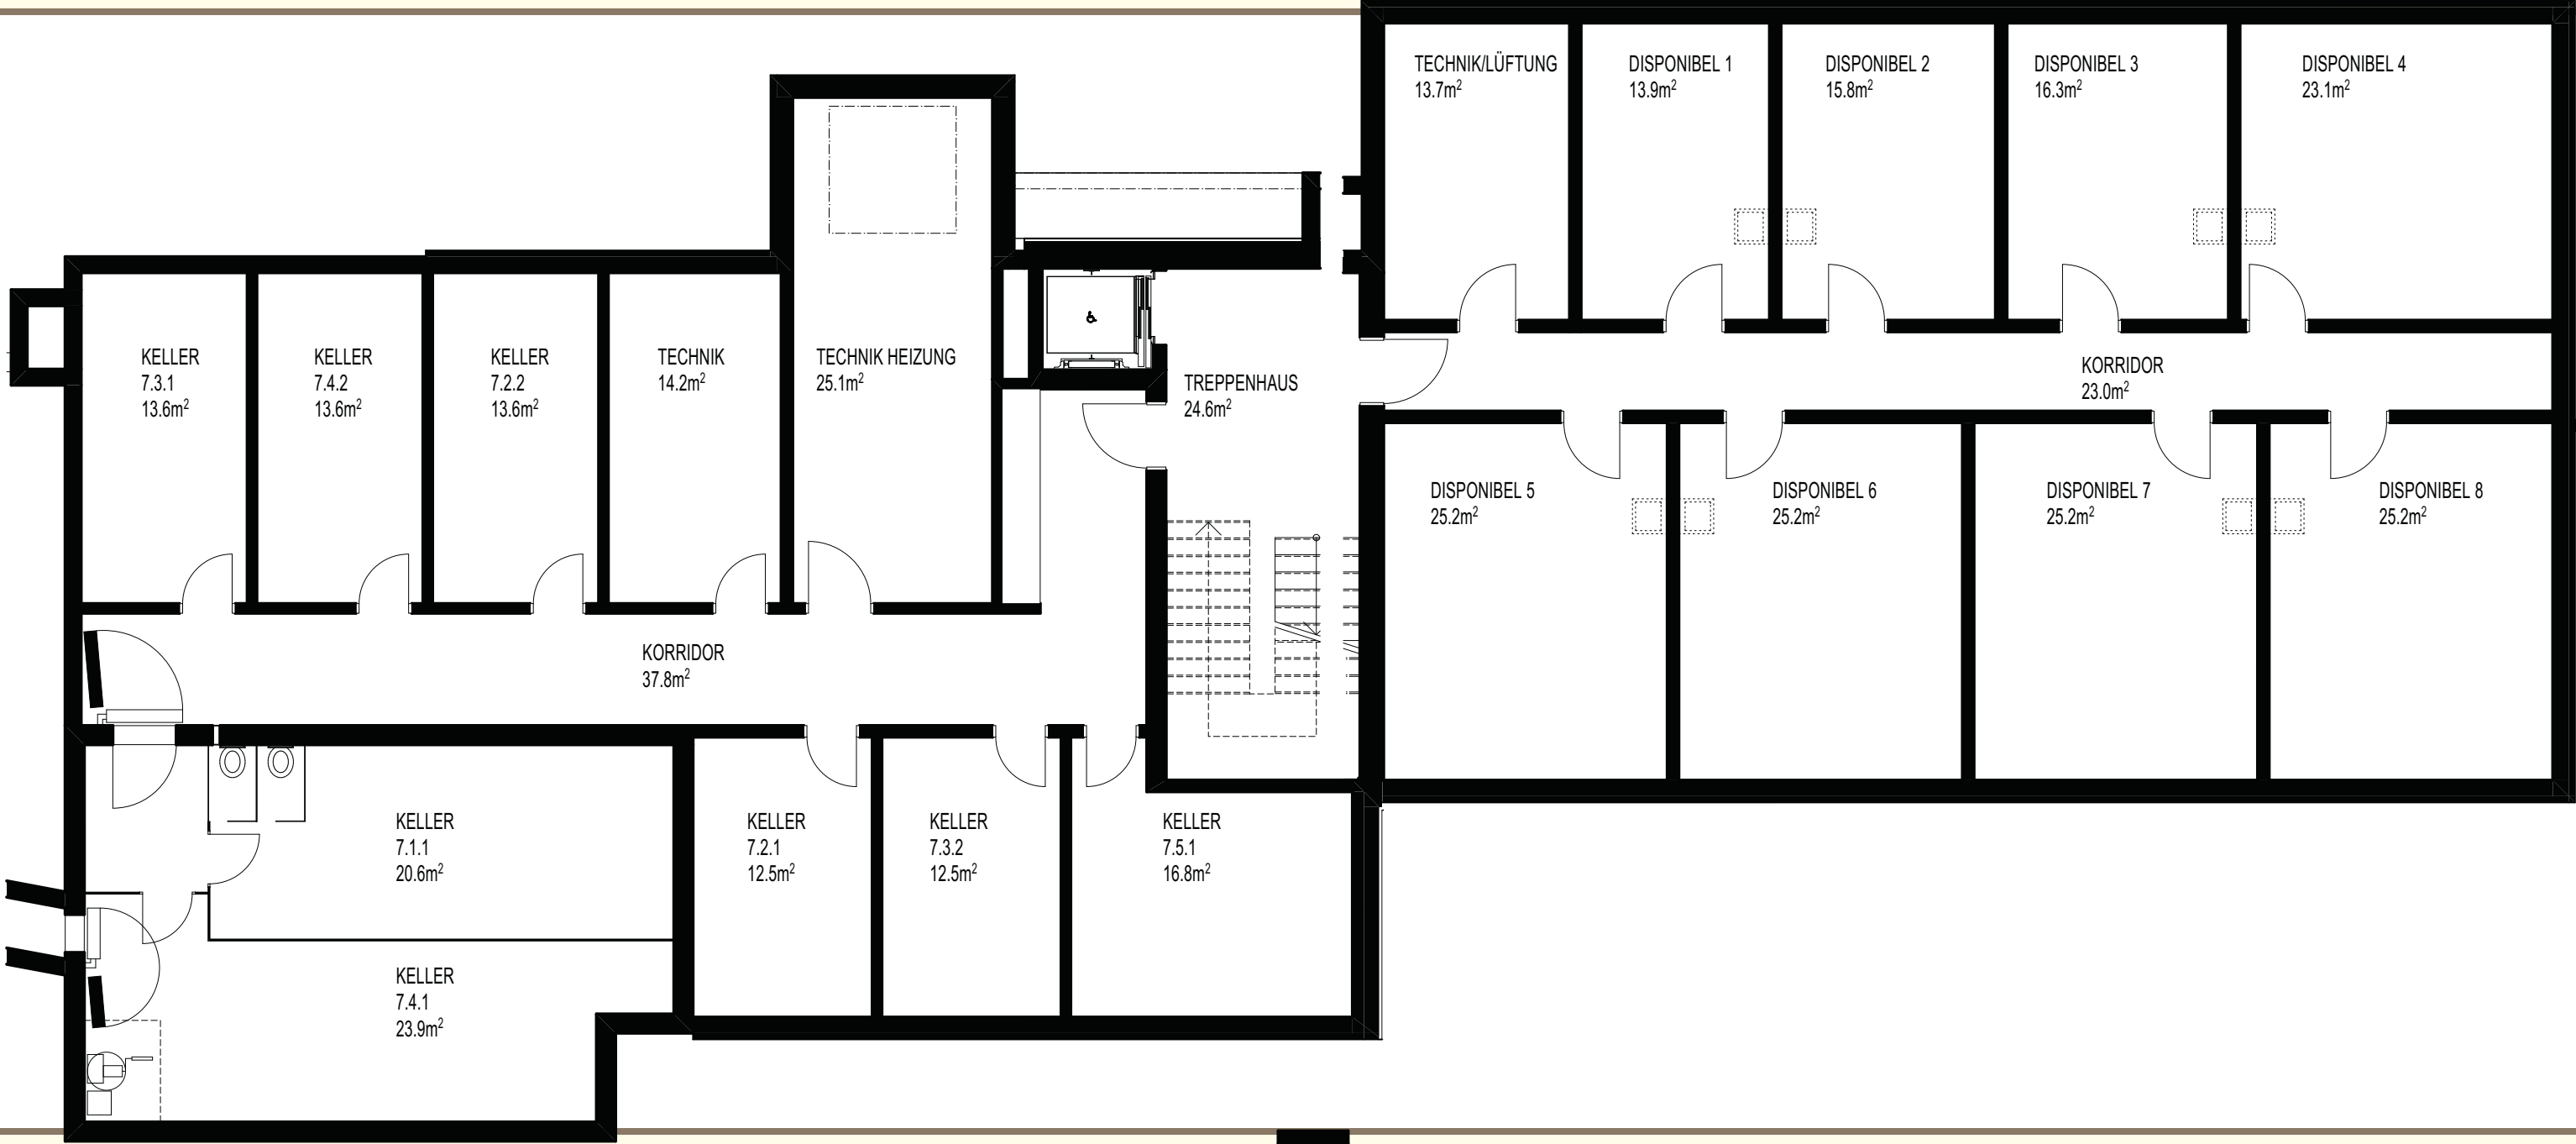 TECHNIK/LÜFTUNG
13.7m²
DISPONIBEL 1
13.9m²
DISPONIBEL 2
15.8m²
DISPONIBEL 3
16.3m²
DISPONIBEL 4
23.1m²
KELLER
7.3.1
13.6m²
KELLER
7.4.2
13.6m²
KELLER
7.2.2
13.6m²
TECHNIK
14.2m²
TECHNIK HEIZUNG
25.1m²
TREPPENHAUS
24.6m²
KORRIDOR
23.0m²
DISPONIBEL 5
25.2m²
DISPONIBEL 6
25.2m²
DISPONIBEL 7
25.2m²
DISPONIBEL 8
25.2m²
KORRIDOR
37.8m²
KELLER
7.1.1
20.6m²
KELLER
7.2.1
12.5m²
KELLER
7.3.2
12.5m²
KELLER
7.5.1
16.8m²
KELLER
7.4.1
23.9m²